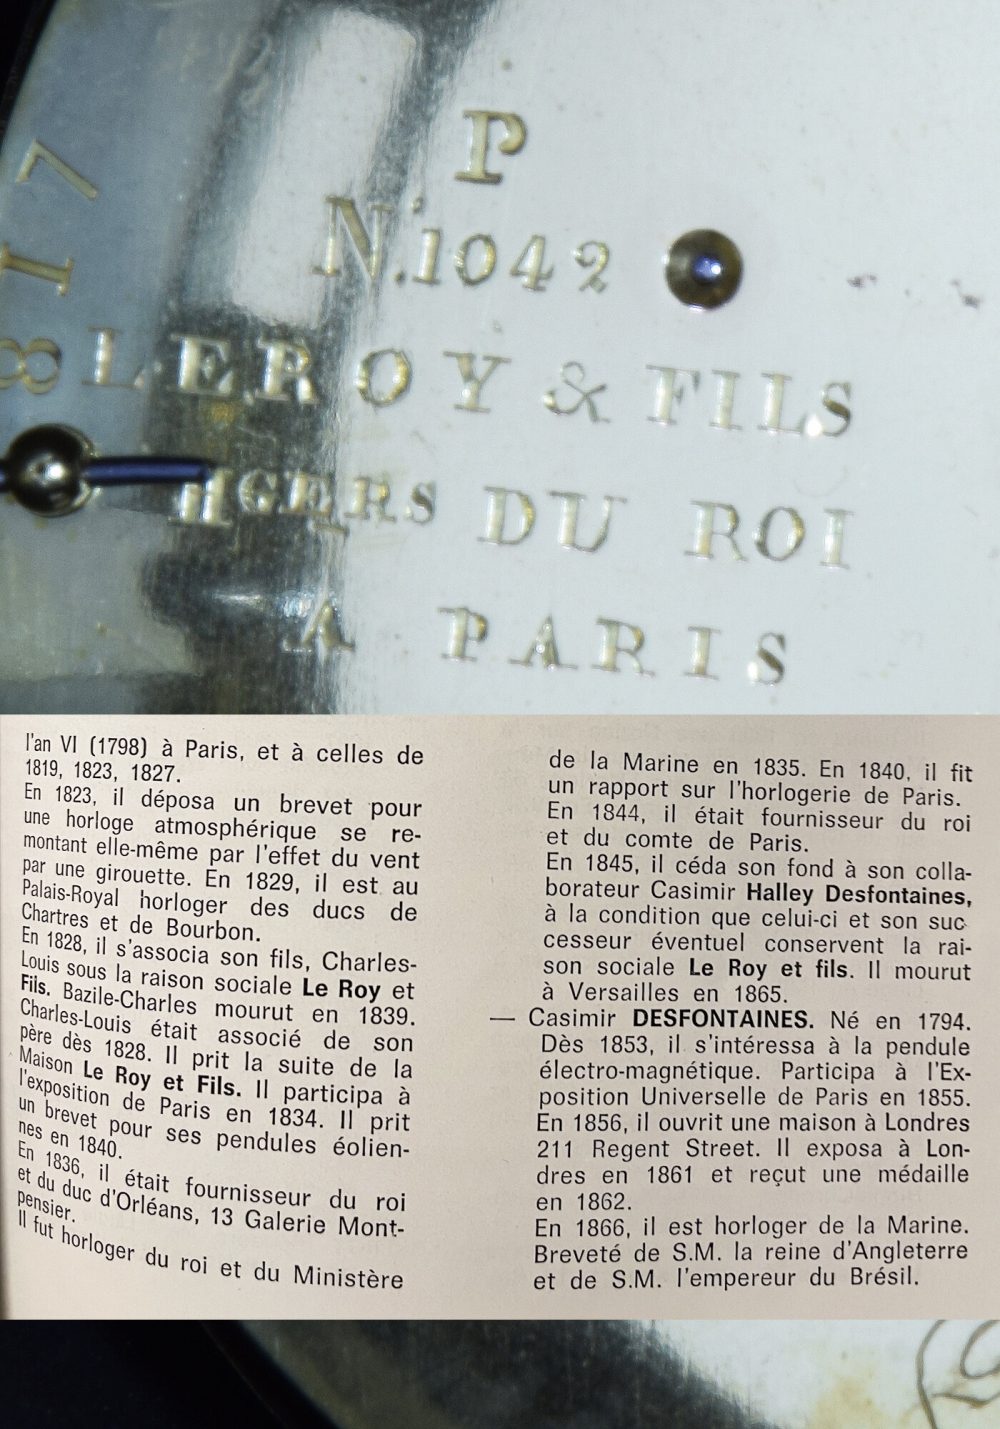 P
N.1042
LEROY & FILS
HGERS DU ROI
A PARIS
817
l'an VI (1798) à Paris, et à celles de
1819, 1823, 1827.
En 1823, il déposa un brevet pour
une horloge atmosphérique se re-
montant elle-même par l'effet du vent
par une girouette. En 1829, il est au
Palais-Royal horloger des ducs de
Chartres et de Bourbon.
En 1828, il s'associa son fils, Charles-
Louis sous la raison sociale Le Roy et
Fils. Bazile-Charles mourut en 1839.
Charles-Louis était associé de son
père dès 1828. Il prit la suite de la
Maison Le Roy et Fils. Il participa à
l'exposition de Paris en 1834. Il prit
un brevet pour ses pendules éolien-
nes en 1840.
En 1836, il était fournisseur du roi
et du duc d'Orléans, 13 Galerie Mont-
pensier.
Il fut horloger du roi et du Ministère
de la Marine en 1835. En 1840, il fit
un rapport sur l'horlogerie de Paris.
En 1844, il était fournisseur du roi
et du comte de Paris.
En 1845, il céda son fond à son colla-
borateur Casimir Halley Desfontaines,
à la condition que celui-ci et son suc
cesseur éventuel conservent la rai-
son sociale Le Roy et fils. Il mourut
à Versailles en 1865.
— Casimir DESFONTAINES. Né en 1794.
Dès 1853, il s'intéressa à la pendule
électro-magnétique. Participa à l'Ex-
position Universelle de Paris en 1855.
En 1856, il ouvrit une maison à Londres
211 Regent Street. Il exposa à Lon-
dres en 1861 et reçut une médaille
en 1862.
En 1866, il est horloger de la Marine.
Breveté de S.M. la reine d'Angleterre
et de S.M. l'empereur du Brésil.